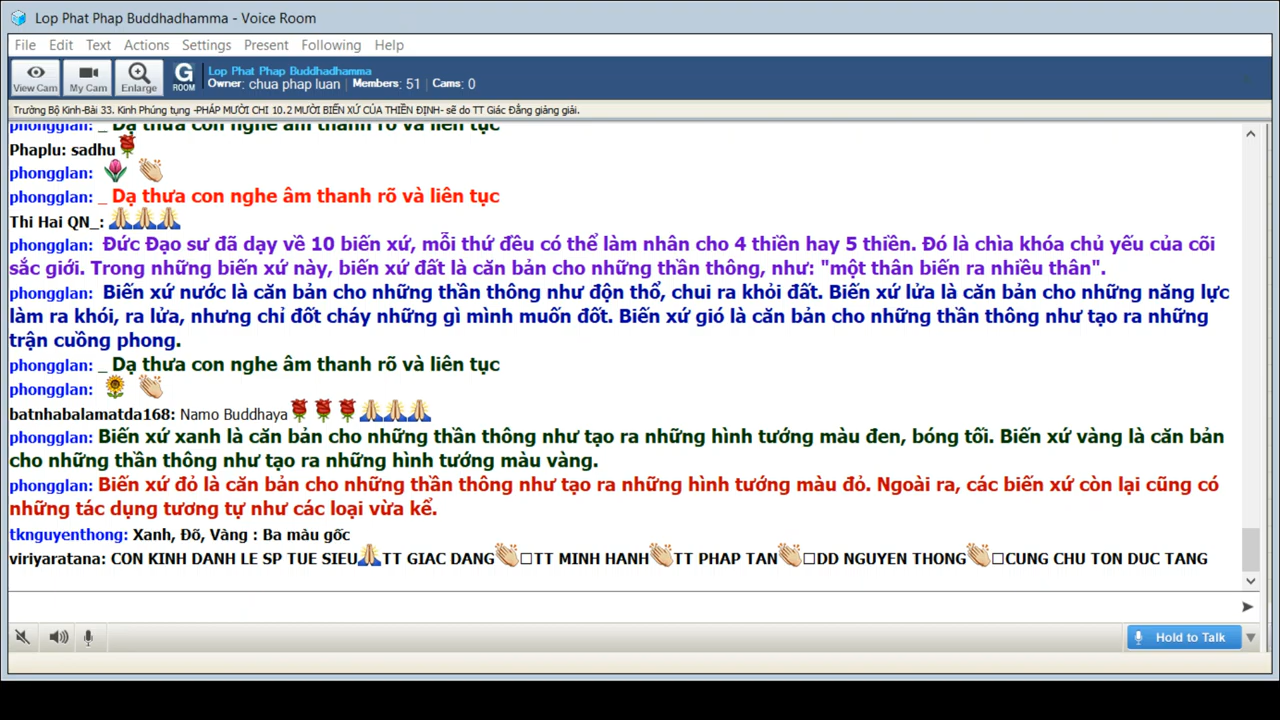 Lop Phat Phap Buddhadhamma - Voice Room
File Edit Text Actions Settings Present Following Help
View Cam My Cam Enlarge G ROOM Lop Phat Phap Buddhadhamma
Owner: chua phap luan Members: 51 Cams: 0
Trường Bộ Kinh-Bài 33. Kinh Phúng tụng -PHÁP MƯỜI CHI 10.2 MƯỜI BIẾN XỨ CỦA THIỀN ĐỊNH- sẽ do TT Giác Đẳng giảng giải.
phongglan: _ Dạ thưa con nghe âm thanh rõ và liên tục
Phaplu: sadhu
phongglan:
phongglan: _ Dạ thưa con nghe âm thanh rõ và liên tục
Thi Hai QN_:
phongglan: Đức Đạo sư đã dạy về 10 biến xứ, mỗi thứ đều có thể làm nhân cho 4 thiền hay 5 thiền. Đó là chìa khóa chủ yếu của cõi
sắc giới. Trong những biến xứ này, biến xứ đất là căn bản cho những thần thông, như: "một thân biến ra nhiều thân".
phongglan: Biến xứ nước là căn bản cho những thần thông như độn thổ, chui ra khỏi đất. Biến xứ lửa là căn bản cho những năng lực
làm ra khói, ra lửa, nhưng chỉ đốt cháy những gì mình muốn đốt. Biến xứ gió là căn bản cho những thần thông như tạo ra những
trận cuồng phong.
phongglan: _ Dạ thưa con nghe âm thanh rõ và liên tục
phongglan:
batnhabalamatda168: Namo Buddhaya
phongglan: Biến xứ xanh là căn bản cho những thần thông như tạo ra những hình tướng màu đen, bóng tối. Biến xứ vàng là căn bản
cho những thần thông như tạo ra những hình tướng màu vàng.
phongglan: Biến xứ đỏ là căn bản cho những thần thông như tạo ra những hình tướng màu đỏ. Ngoài ra, các biến xứ còn lại cũng có
những tác dụng tương tự như các loại vừa kể.
tknguyenthong: Xanh, Đõ, Vàng : Ba màu gốc
viriyaratana: CON KINH DANH LE SP TUE SIEU TT GIAC DANG TT MINH HANH TT PHAP TAN DD NGUYEN THONG CUNG CHU TON DUC TANG
Hold to Talk